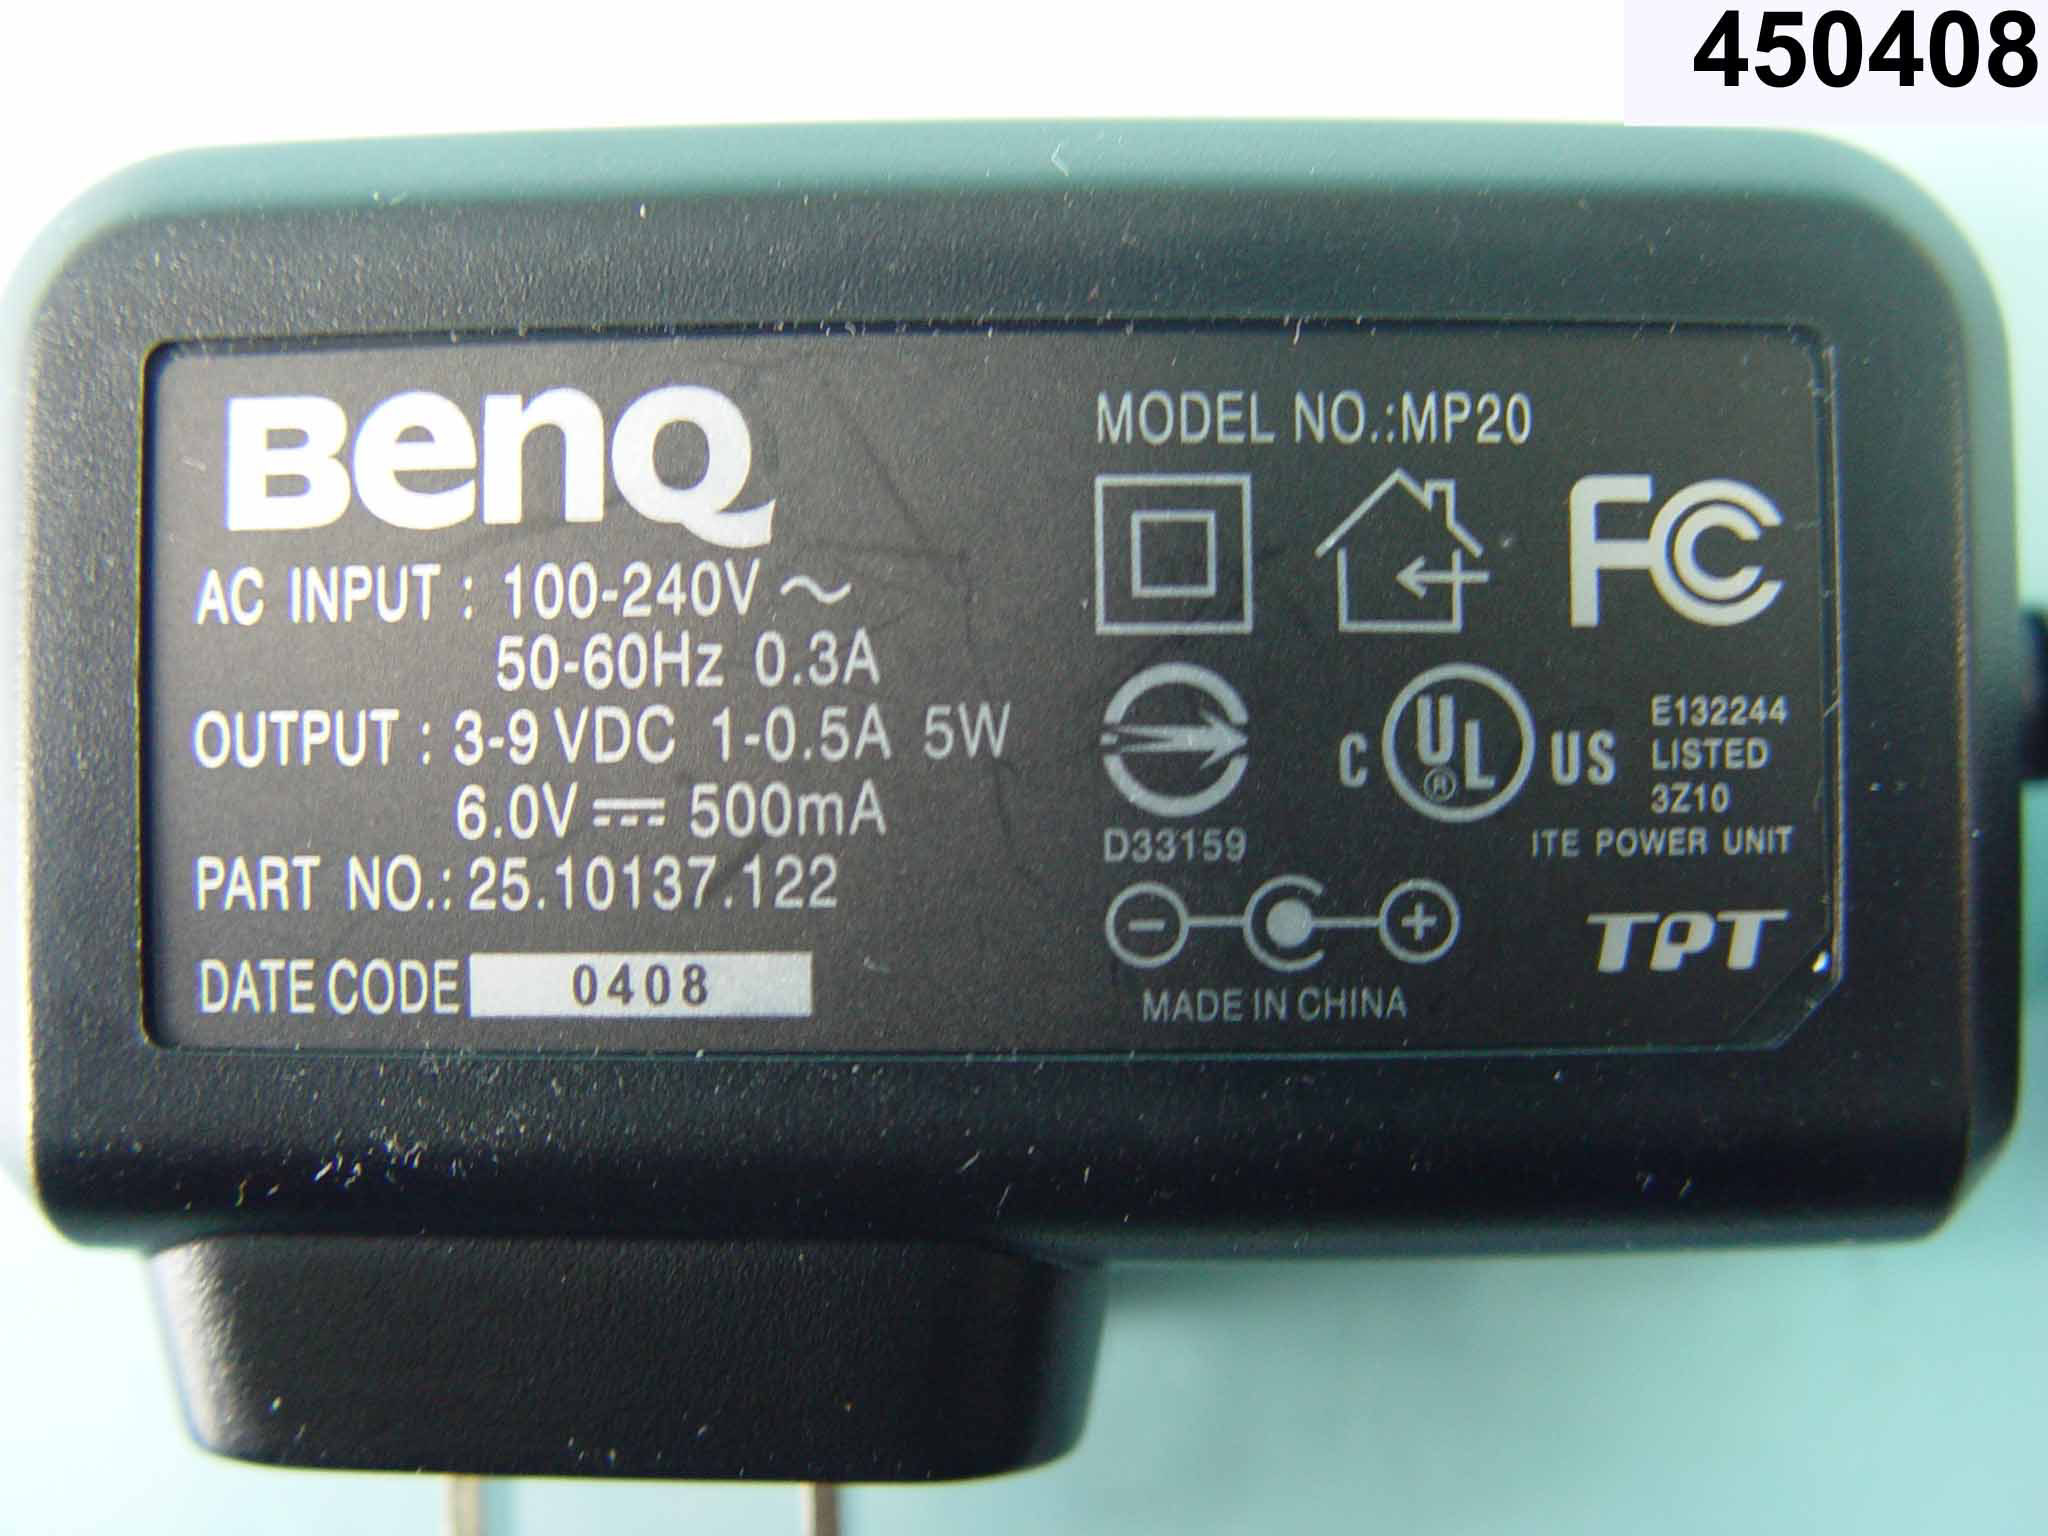 450408
BenQ
AC INPUT : 100-240V ~
50-60Hz 0.3A
OUTPUT : 3-9 VDC 1-0.5A 5W
6.0V ⎓ 500mA
PART NO.: 25.10137.122
DATE CODE 0408
MODEL NO.:MP20
FC
D33159
C UL ® US
E132244
LISTED
3Z10
ITE POWER UNIT
− +
TPT
MADE IN CHINA